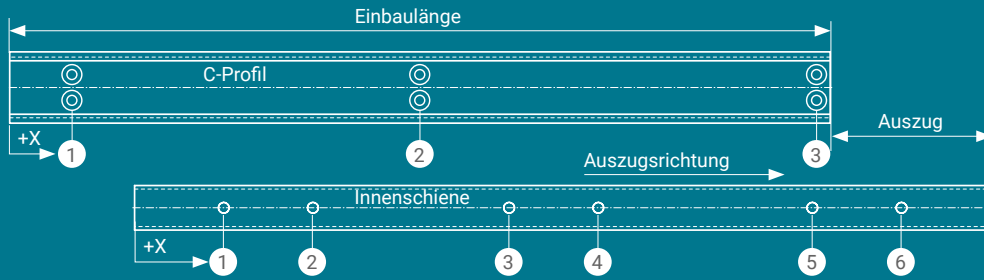 Einbaulänge
C-Profil
+X
1
2
3
Auszug
Auszugsrichtung
Innenschiene
+X
1
2
3
4
5
6